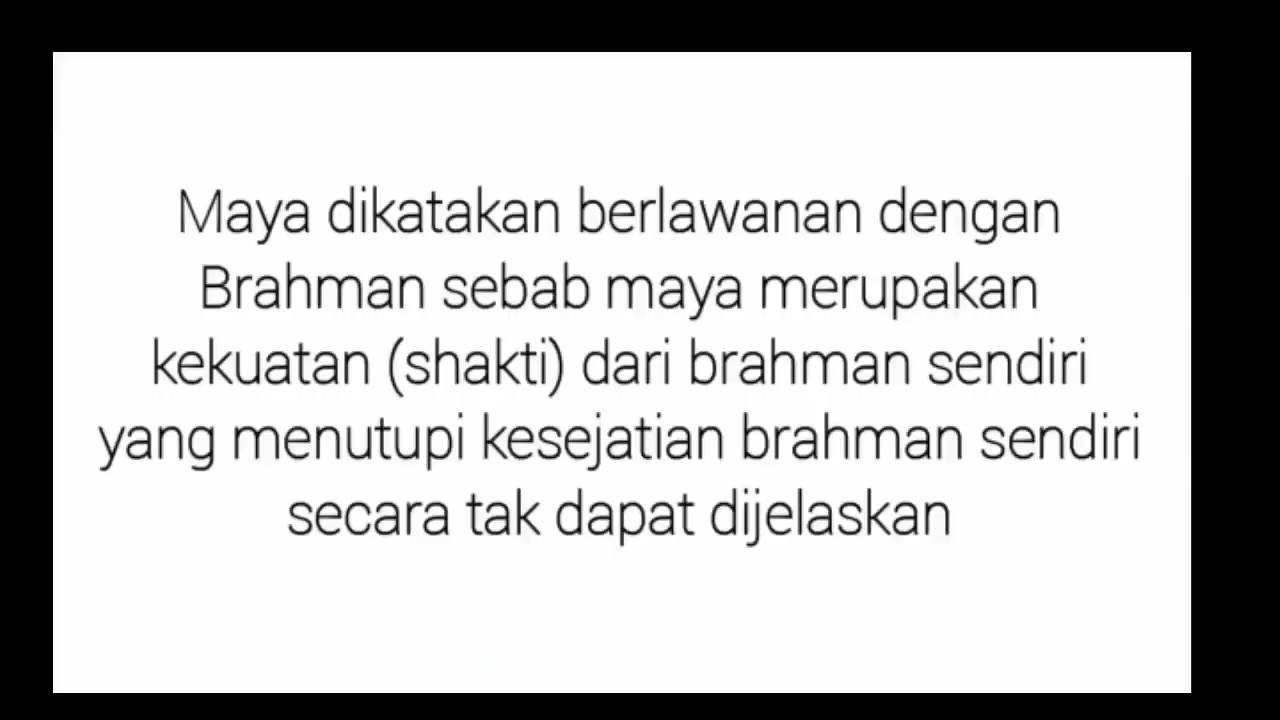 Maya dikatakan berlawanan dengan
Brahman sebab maya merupakan
kekuatan (shakti) dari brahman sendiri
yang menutupi kesejatian brahman sendiri
secara tak dapat dijelaskan